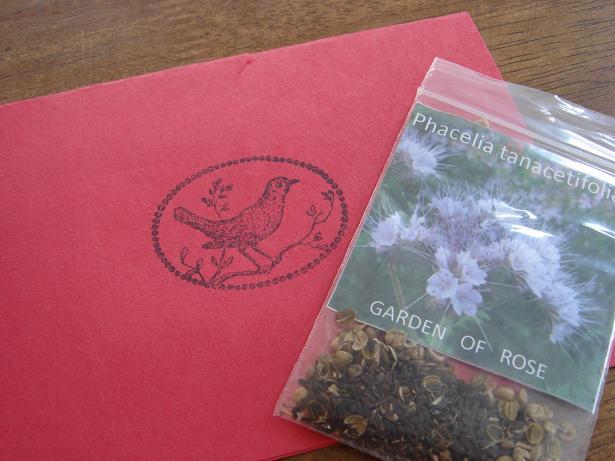 Phacelia tanacetifolia
GARDEN OF ROSE